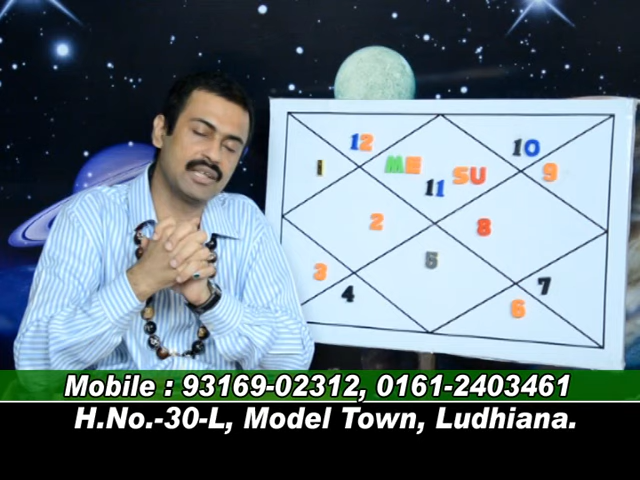 12 10
1 ME SU 9
11
2 8
5
3 7
4 6
Mobile : 93169-02312, 0161-2403461
H.No.-30-L, Model Town, Ludhiana.